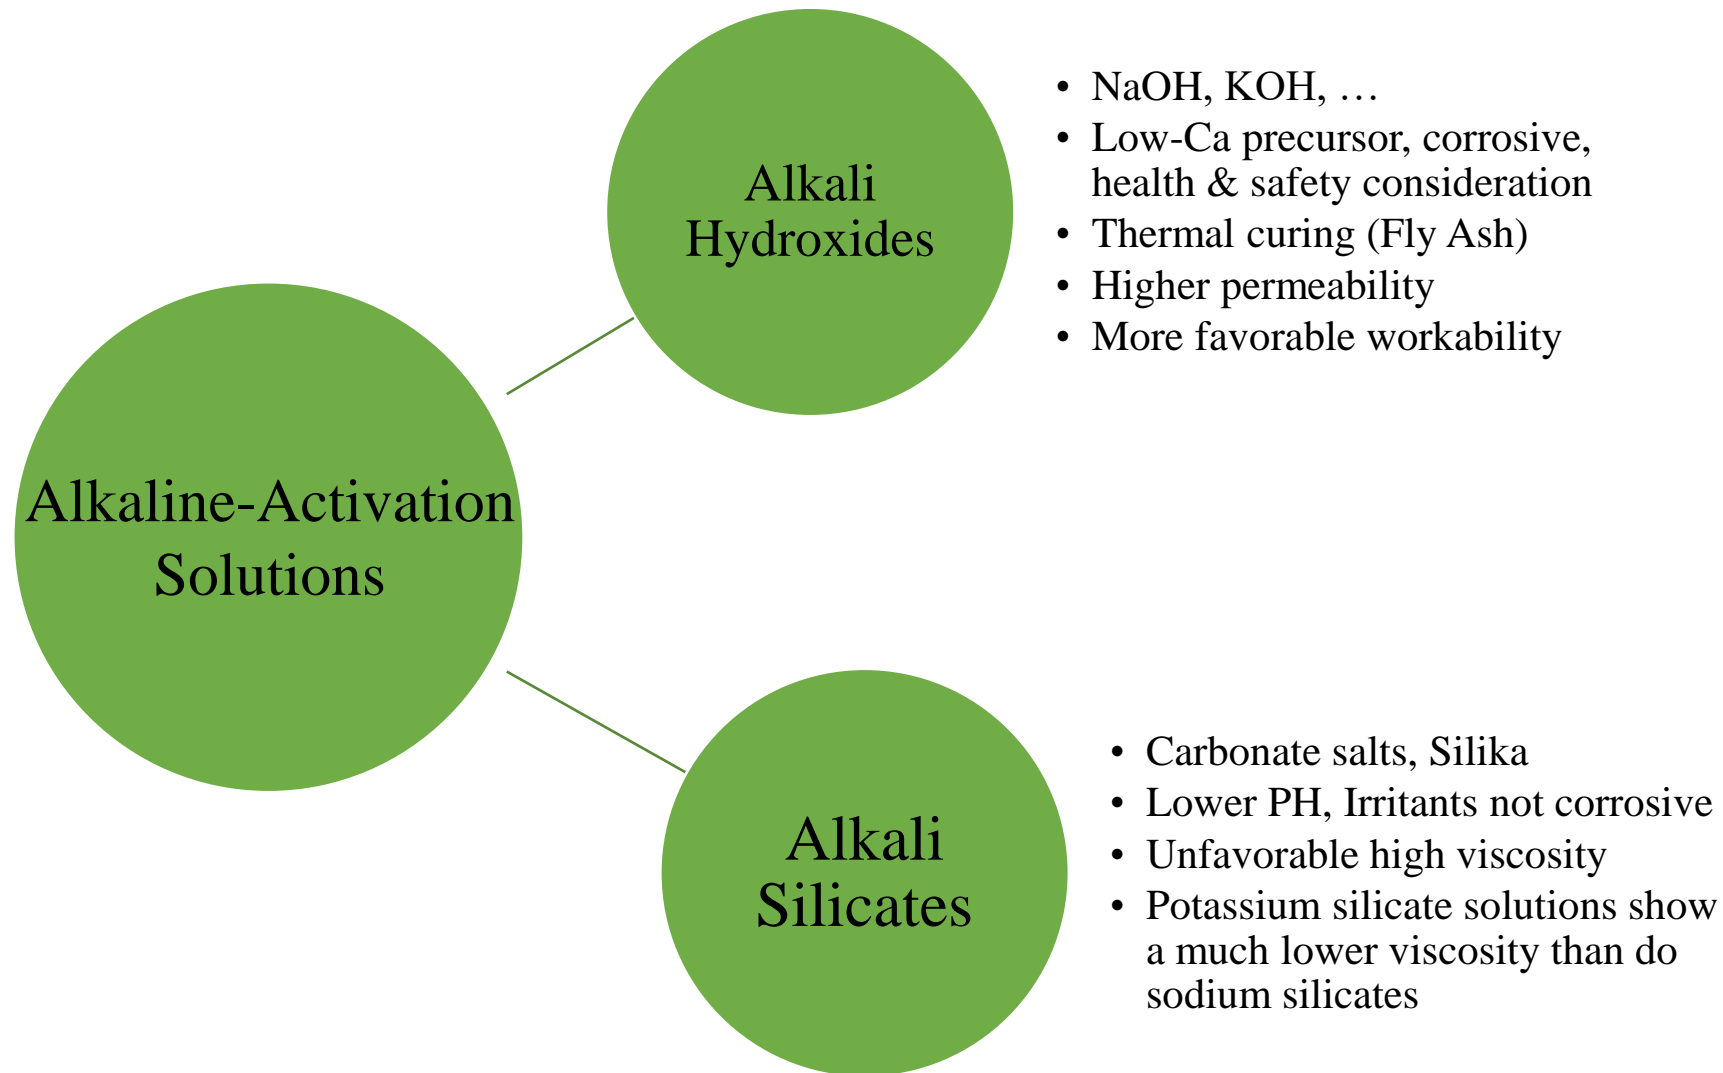 Alkaline-Activation
Solutions
Alkali
Hydroxides
• NaOH, KOH, …
• Low-Ca precursor, corrosive,
health & safety consideration
• Thermal curing (Fly Ash)
• Higher permeability
• More favorable workability
Alkali
Silicates
• Carbonate salts, Silika
• Lower PH, Irritants not corrosive
• Unfavorable high viscosity
• Potassium silicate solutions show
a much lower viscosity than do
sodium silicates